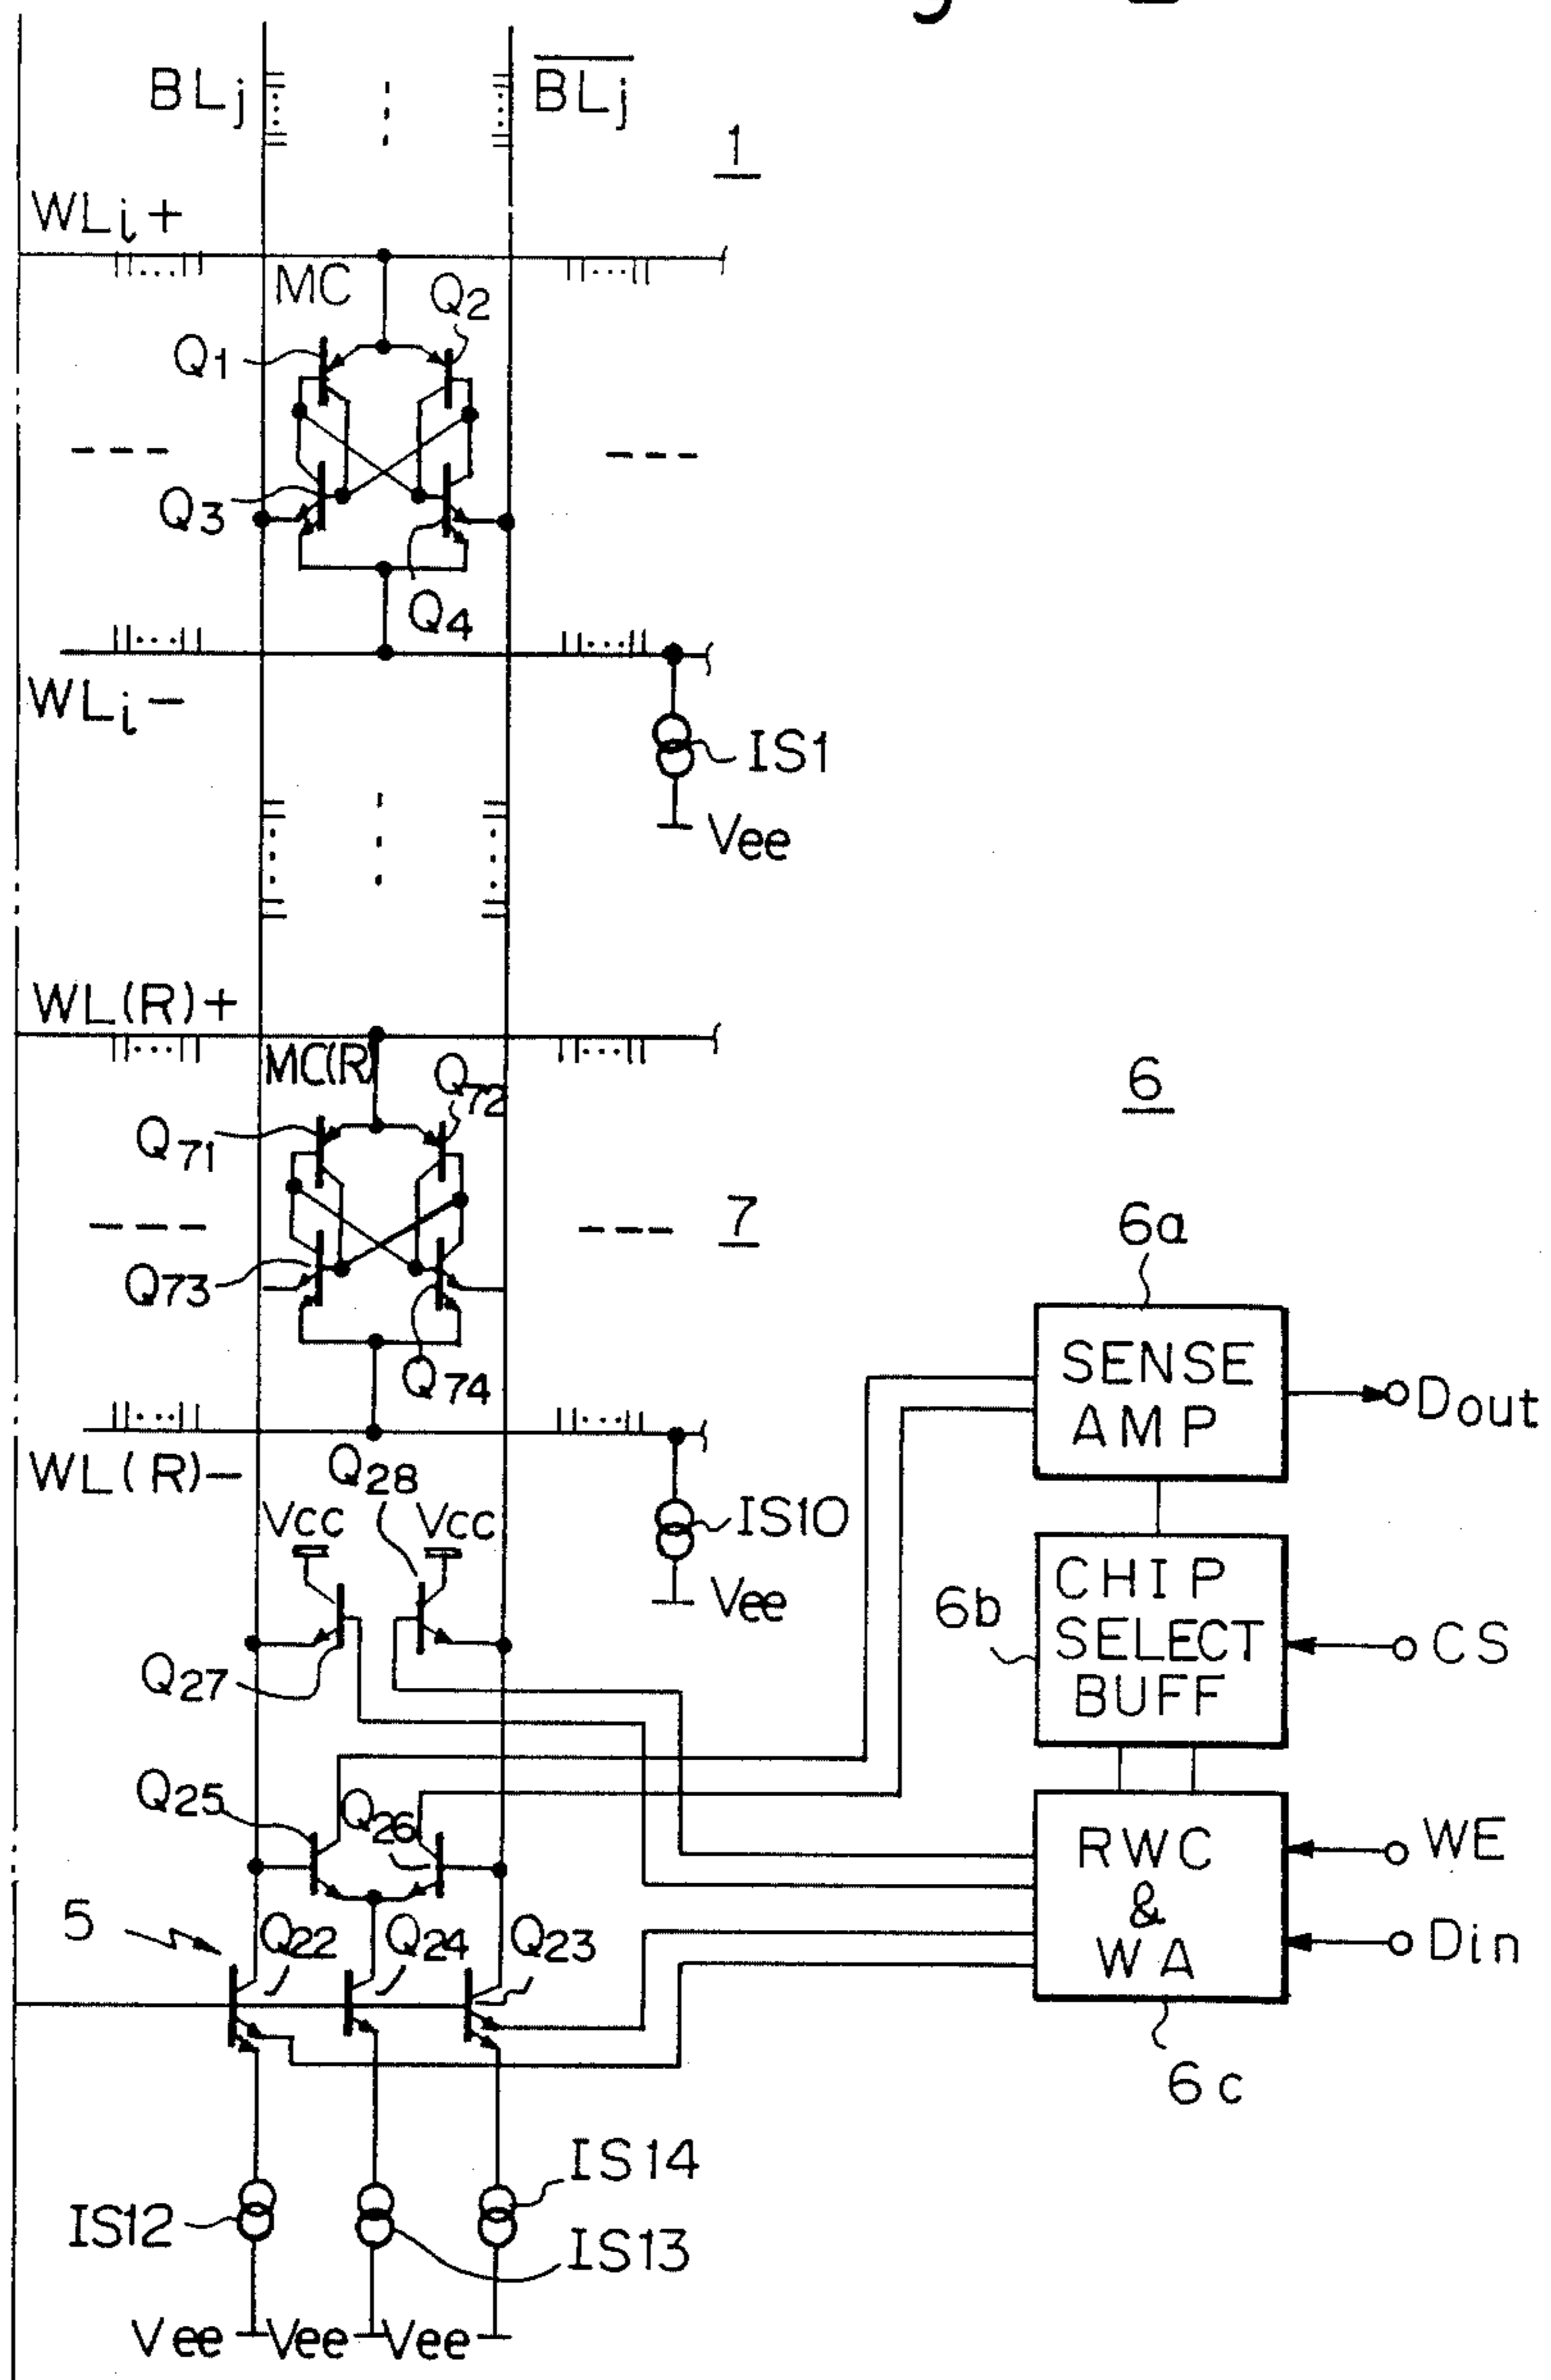 BLj
B̅L̅j̅
1
WLi+
MC
Q2
Q1
Q3
Q4
WLi-
IS1
Vee
WL(R)+
MC(R)
Q72
Q71
7
Q73
Q74
WL(R)-
IS10
Vee
Q28
Vcc
Vcc
Q27
Q25
Q26
5
Q22
Q24
Q23
IS12
IS14
IS13
Vee
Vee
Vee
6
6a
SENSE
AMP
Dout
6b
CHIP
SELECT
BUFF
CS
RWC
&
WA
WE
Din
6c